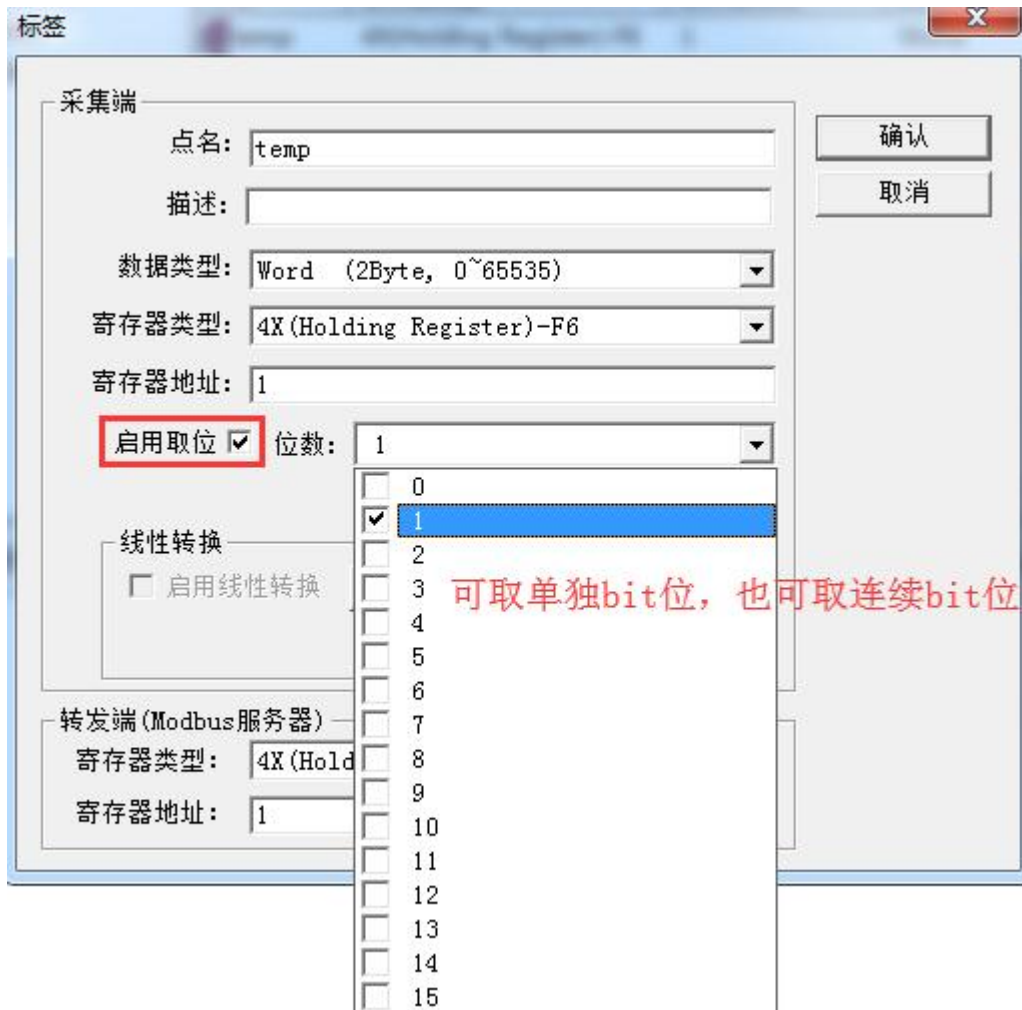 标签
采集端
点名: temp
确认
描述:
取消
数据类型: Word (2Byte, 0~65535)
寄存器类型: 4X(Holding Register)-F6
寄存器地址: 1
启用取位 位数: 1
0
1
线性转换
2
启用线性转换
3
可取单独bit位，也可取连续bit位
4
5
6
转发端(Modbus服务器)
7
寄存器类型: 4X(Hold
8
9
寄存器地址: 1
10
11
12
13
14
15